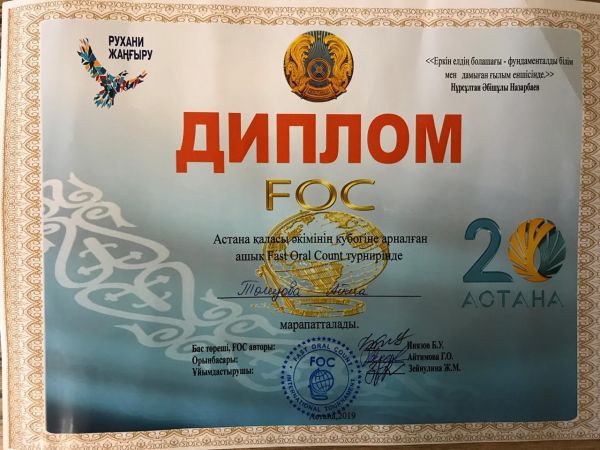 РУХАНИ
ЖАҢҒЫРУ
<<Еркін елдің болашағы - фундаменталды білім
мен дамыған ғылым еншісінде.>>
Нұрсұлтан Әбішұлы Назарбаев
ДИПЛОМ
FOC
Астана қаласы әкімінің кубогіне арналған
ашық Fast Oral Count турнирінде
20
АСТАНА
марапатталады.
Бас төреші, FOC авторы:
Ниязов Б.У.
Орынбасары:
Айтимова Г.О.
Ұйымдастырушы:
Зейнулина Ж.М.
FAST ORAL COUNT
FOC
INTERNATIONAL TOURNAMENT
Астана, 2019